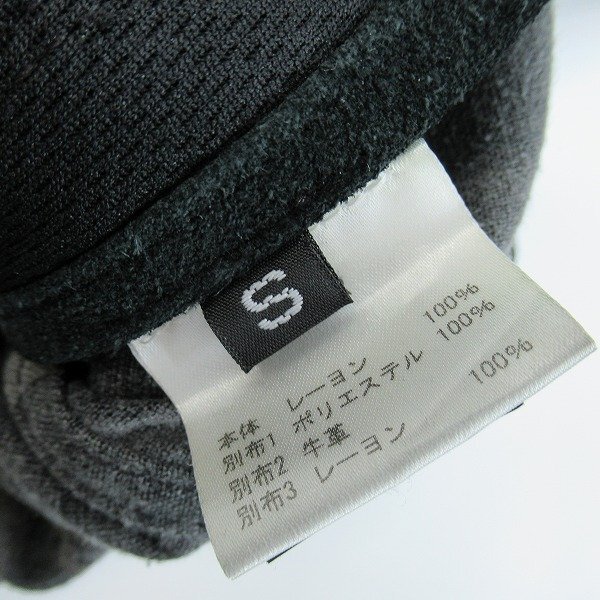 S
本体 レーヨン 100%
別布1 ポリエステル 100%
別布2 牛革
別布3 レーヨン 100%